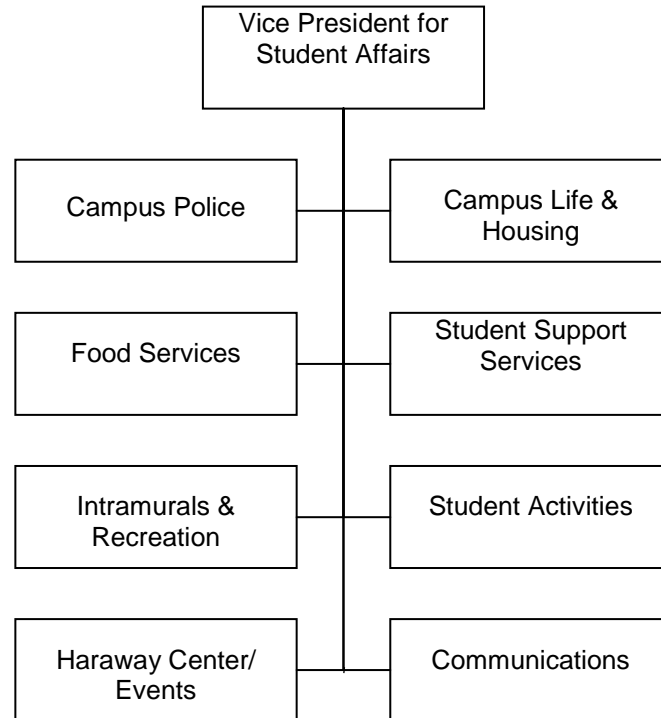 Vice President for
Student Affairs
Campus Police
Campus Life &
Housing
Food Services
Student Support
Services
Intramurals &
Recreation
Student Activities
Haraway Center/
Events
Communications